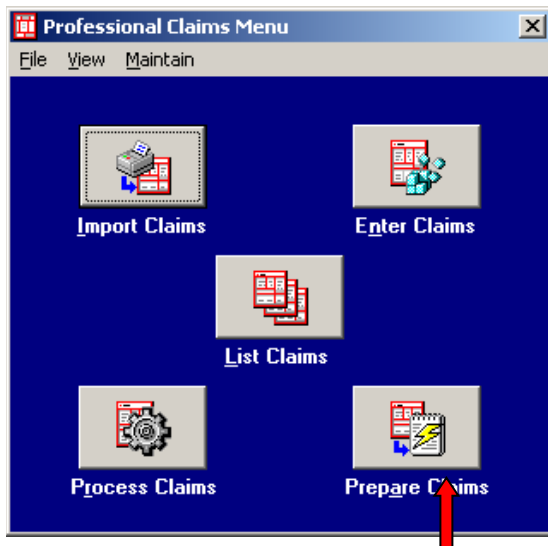 Professional Claims Menu
File View Maintain
Import Claims Enter Claims
List Claims
Process Claims Prepare Claims